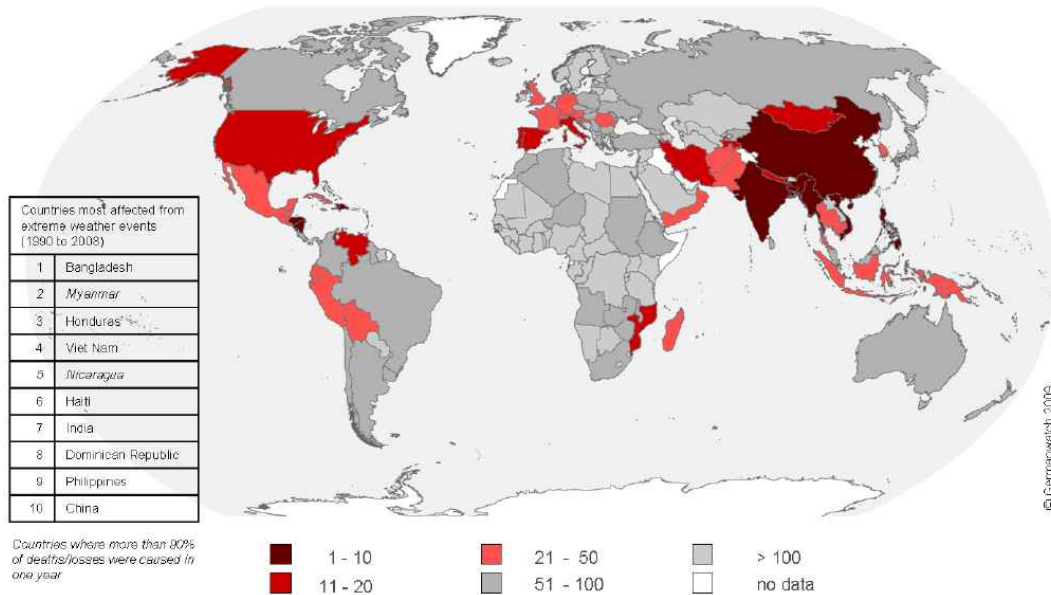 Countries most affected from
extreme weather events
(1990 to 2008)
1 Bangladesh
2 Myanmar
3 Honduras
4 Viet Nam
5 Nicaragua
6 Haiti
7 India
8 Dominican Republic
9 Philippines
10 China
Countries where more than 90%
of deaths/losses were caused in
one year
1 - 10
11 - 20
21 - 50
51 - 100
> 100
no data
© Germanwatch 2009